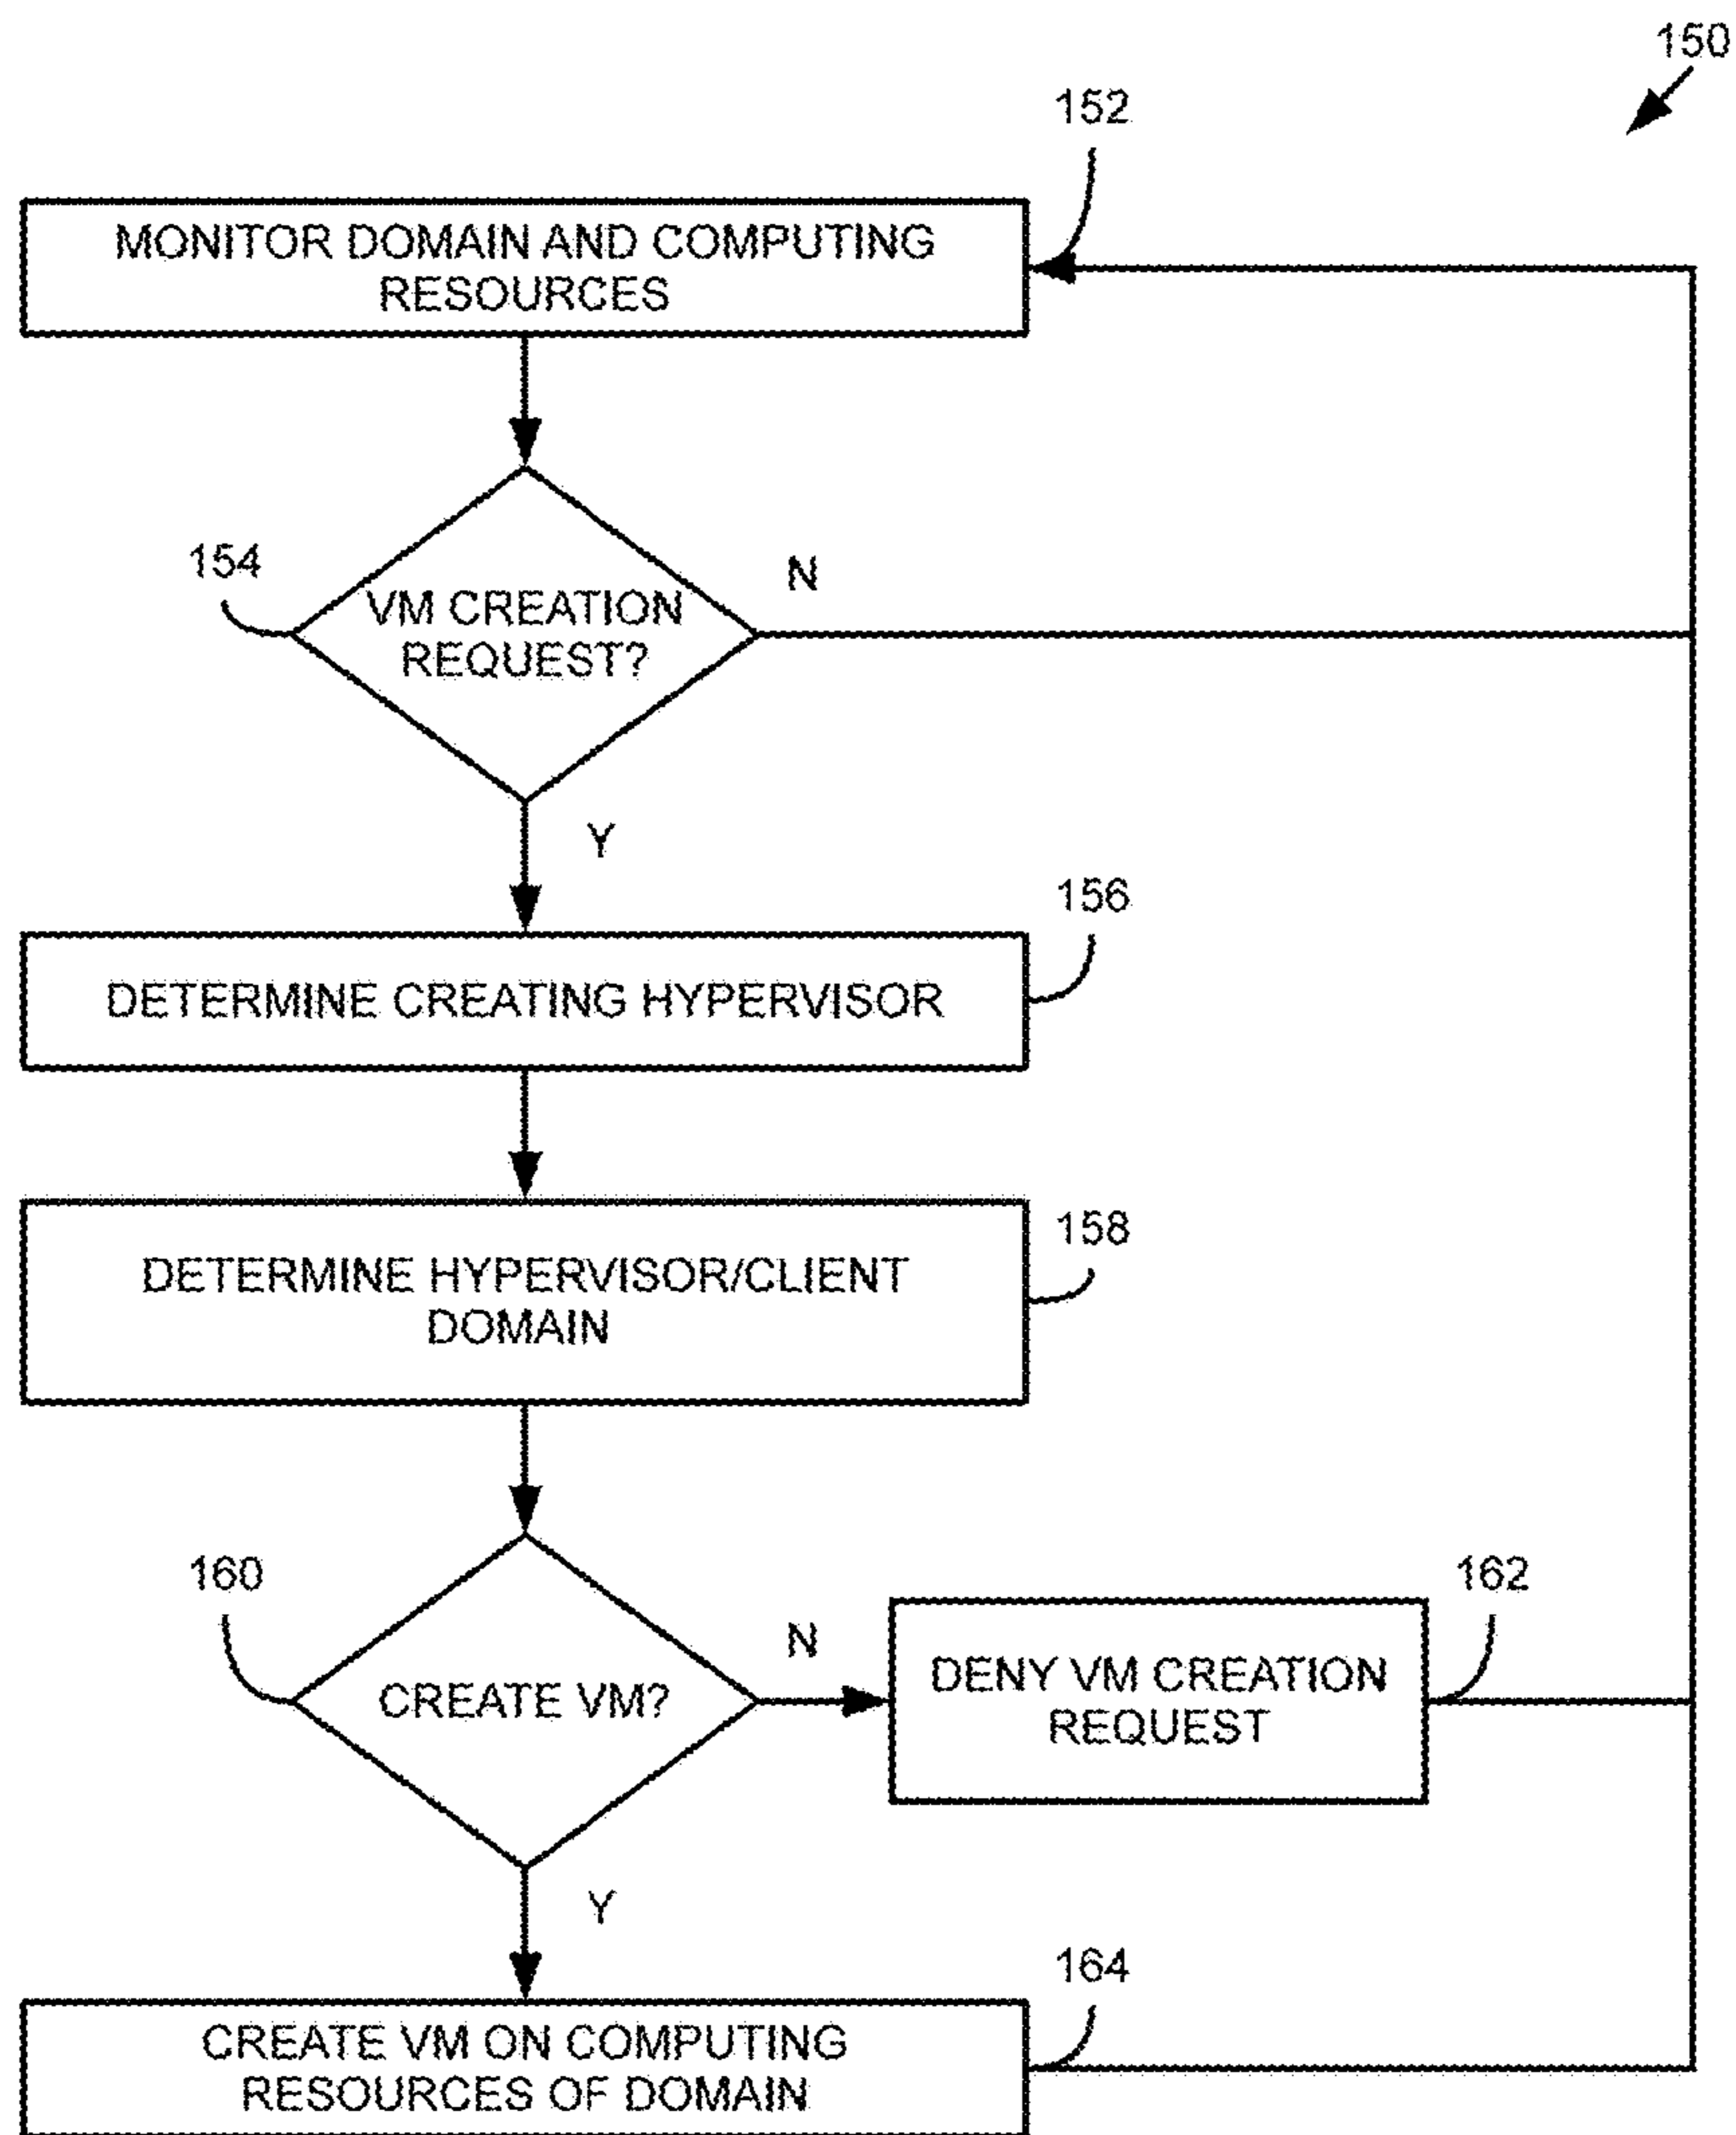 150
152
MONITOR DOMAIN AND COMPUTING
RESOURCES
154
VM CREATION
REQUEST?
N
Y
156
DETERMINE CREATING HYPERVISOR
158
DETERMINE HYPERVISOR/CLIENT
DOMAIN
160
CREATE VM?
N
162
DENY VM CREATION
REQUEST
Y
164
CREATE VM ON COMPUTING
RESOURCES OF DOMAIN